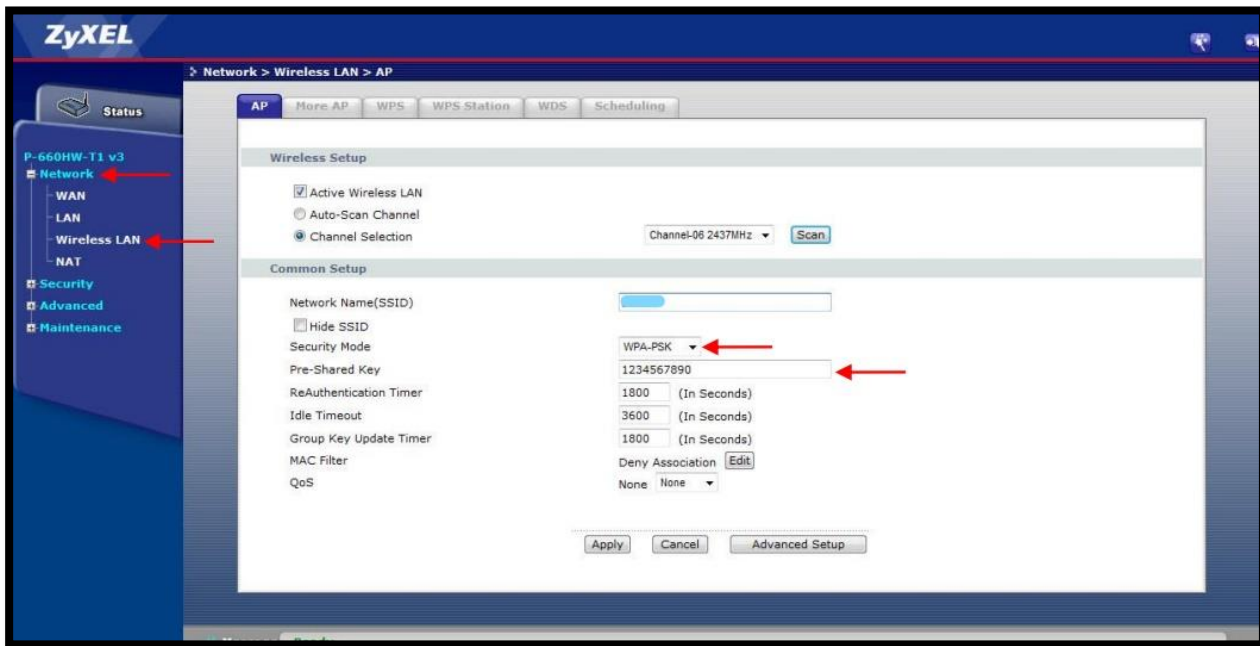 ZyXEL
Network > Wireless LAN > AP
Status
P-660HW-T1 v3
Network
WAN
LAN
Wireless LAN
NAT
Security
Advanced
Maintenance
AP More AP WPS WPS Station WDS Scheduling
Wireless Setup
Active Wireless LAN
Auto-Scan Channel
Channel Selection Channel-06 2437MHz Scan
Common Setup
Network Name(SSID)
Hide SSID
Security Mode WPA-PSK
Pre-Shared Key 1234567890
ReAuthentication Timer 1800 (In Seconds)
Idle Timeout 3600 (In Seconds)
Group Key Update Timer 1800 (In Seconds)
MAC Filter Deny Association Edit
QoS None None
Apply Cancel Advanced Setup